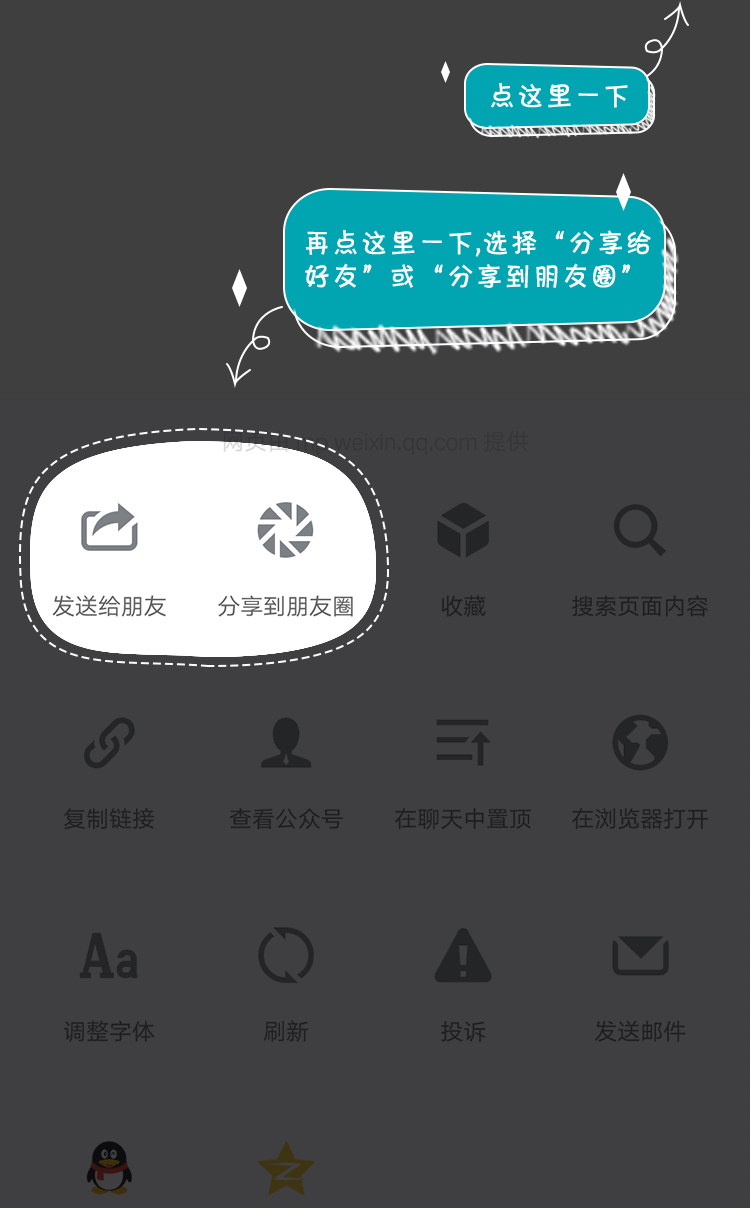 点这里一下
再点这里一下,选择“分享给
好友”或“分享到朋友圈”
网页由 mp.weixin.qq.com 提供
发送给朋友
分享到朋友圈
收藏
搜索页面内容
复制链接
查看公众号
在聊天中置顶
在浏览器打开
Aa
调整字体
刷新
投诉
发送邮件